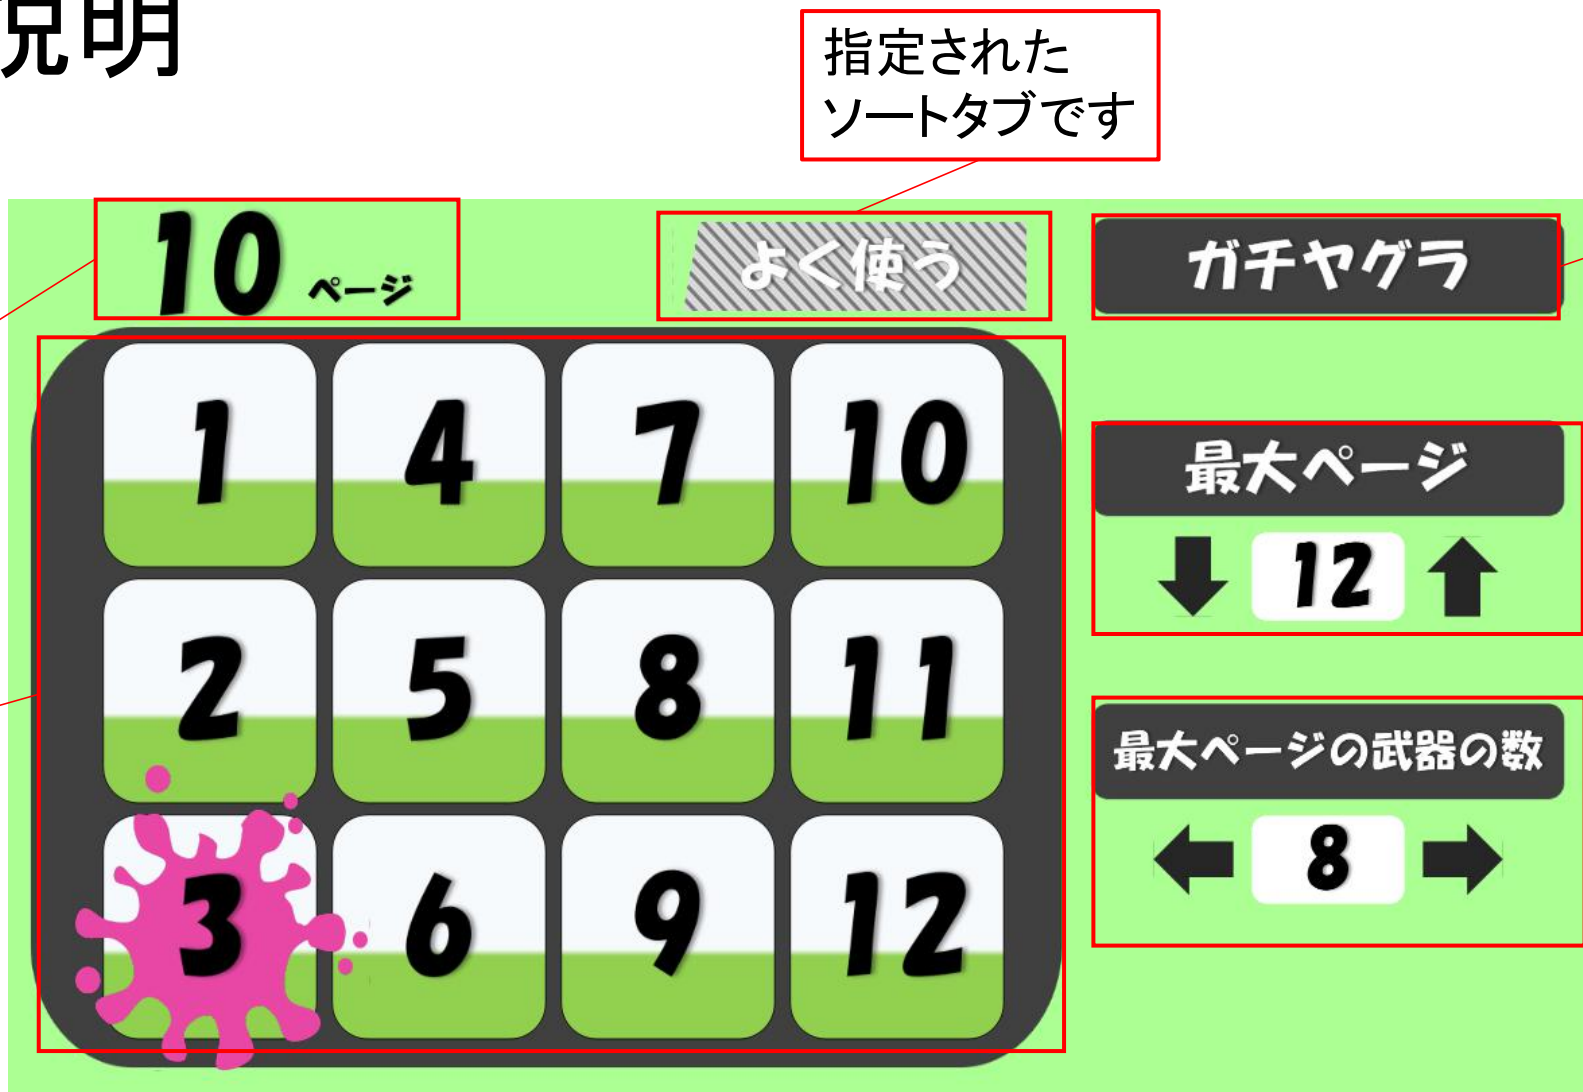 説明
指定された
ソートタブです
10 ページ
よく使う
ガチヤグラ
1 4 7 10
最大ページ
12
2 5 8 11
最大ページの武器の数
8
3 6 9 12